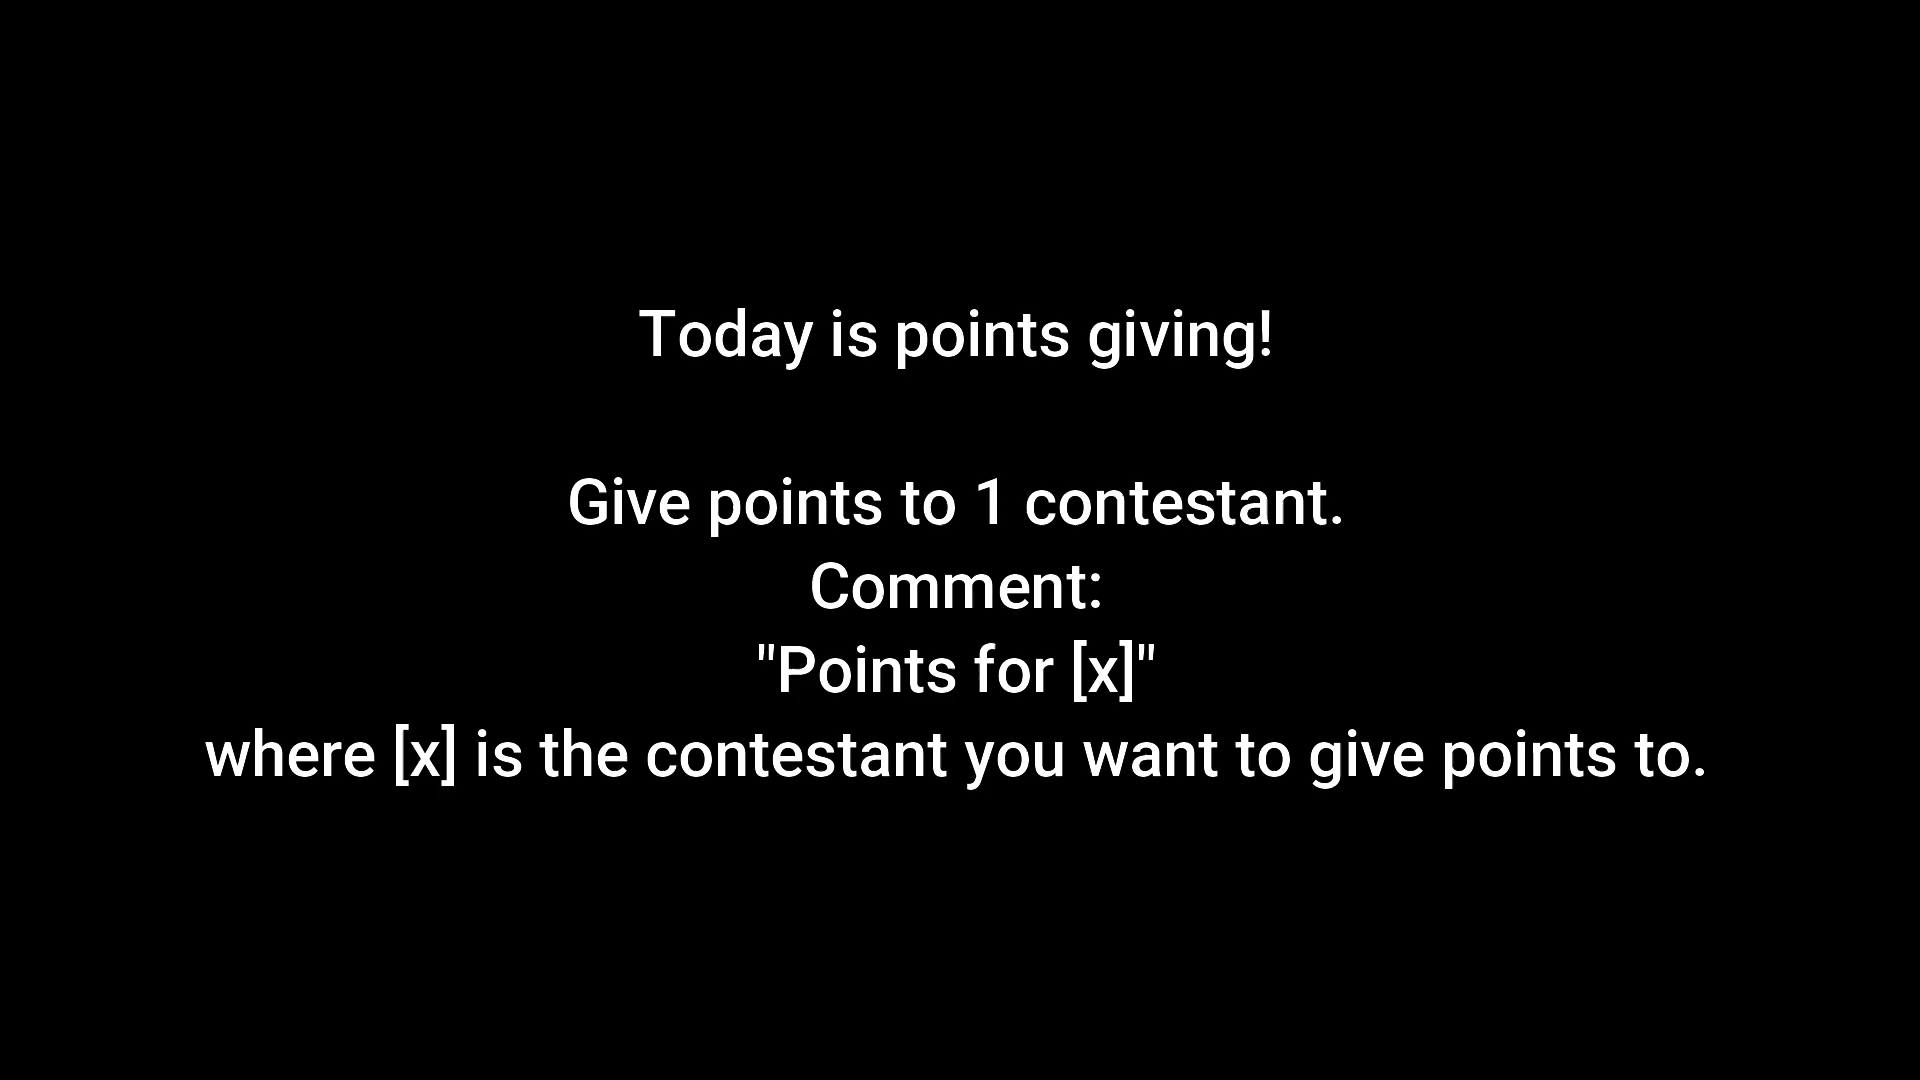 Today is points giving!
Give points to 1 contestant.
Comment:
"Points for [x]"
where [x] is the contestant you want to give points to.